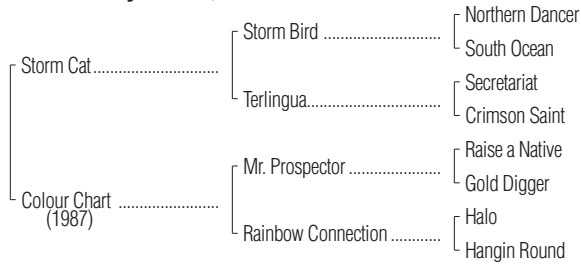 Northern Dancer
Storm Bird ............................
South Ocean
Storm Cat..............................
Secretariat
Terlingua................................
Crimson Saint
Raise a Native
Mr. Prospector .......................
Gold Digger
Colour Chart ........................
(1987)
Halo
Rainbow Connection ............
Hangin Round